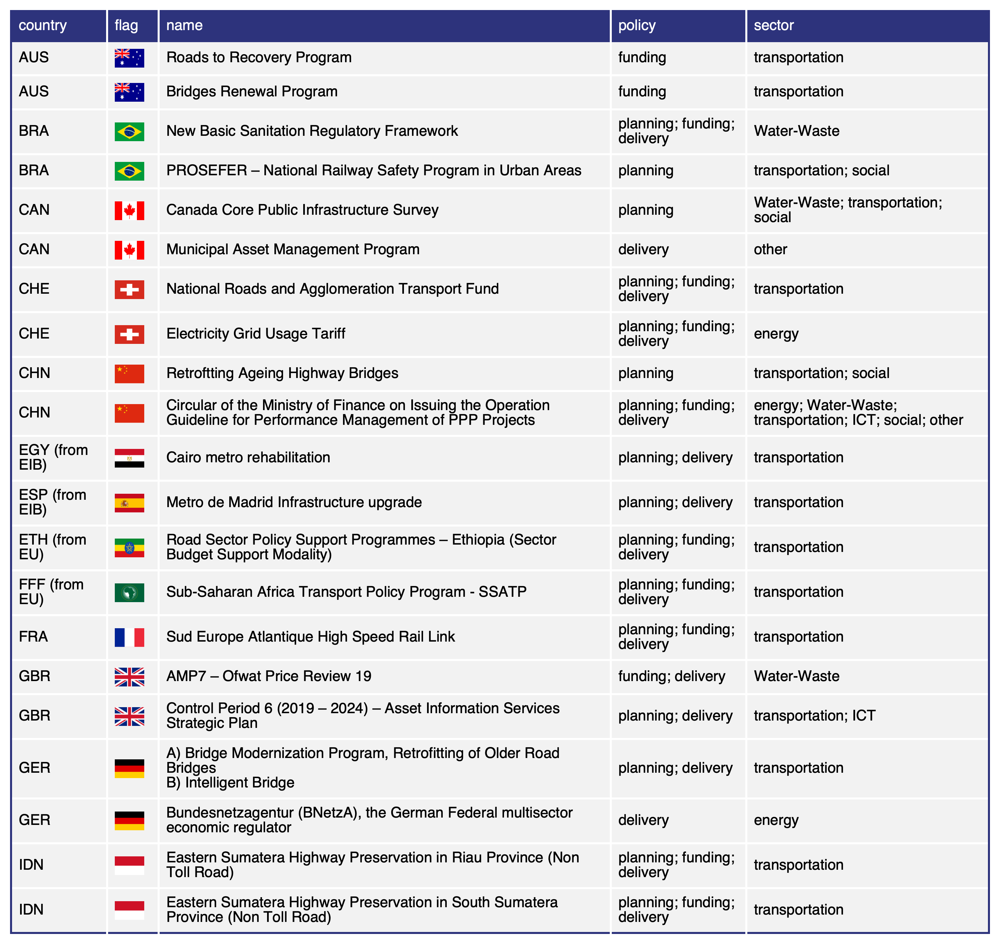 country flag name policy sector
AUS Roads to Recovery Program funding transportation
AUS Bridges Renewal Program funding transportation
BRA New Basic Sanitation Regulatory Framework planning; funding;
delivery Water-Waste
BRA PROSEFER – National Railway Safety Program in Urban Areas planning transportation; social
CAN Canada Core Public Infrastructure Survey planning Water-Waste; transportation;
social
CAN Municipal Asset Management Program delivery other
CHE National Roads and Agglomeration Transport Fund planning; funding;
delivery transportation
CHE Electricity Grid Usage Tariff planning; funding;
delivery energy
CHN Retroftting Ageing Highway Bridges planning transportation; social
CHN Circular of the Ministry of Finance on Issuing the Operation
Guideline for Performance Management of PPP Projects planning; funding;
delivery energy; Water-Waste;
transportation; ICT; social; other
EGY (from
EIB) Cairo metro rehabilitation planning; delivery transportation
ESP (from
EIB) Metro de Madrid Infrastructure upgrade planning; delivery transportation
ETH (from
EU) Road Sector Policy Support Programmes – Ethiopia (Sector
Budget Support Modality) planning; funding;
delivery transportation
FFF (from
EU) Sub-Saharan Africa Transport Policy Program - SSATP planning; funding;
delivery transportation
FRA Sud Europe Atlantique High Speed Rail Link planning; funding;
delivery transportation
GBR AMP7 – Ofwat Price Review 19 funding; delivery Water-Waste
GBR Control Period 6 (2019 – 2024) – Asset Information Services
Strategic Plan planning; delivery transportation; ICT
GER A) Bridge Modernization Program, Retrofitting of Older Road
Bridges
B) Intelligent Bridge planning; delivery transportation
GER Bundesnetzagentur (BNetzA), the German Federal multisector
economic regulator delivery energy
IDN Eastern Sumatera Highway Preservation in Riau Province (Non
Toll Road) planning; funding;
delivery transportation
IDN Eastern Sumatera Highway Preservation in South Sumatera
Province (Non Toll Road) planning; funding;
delivery transportation